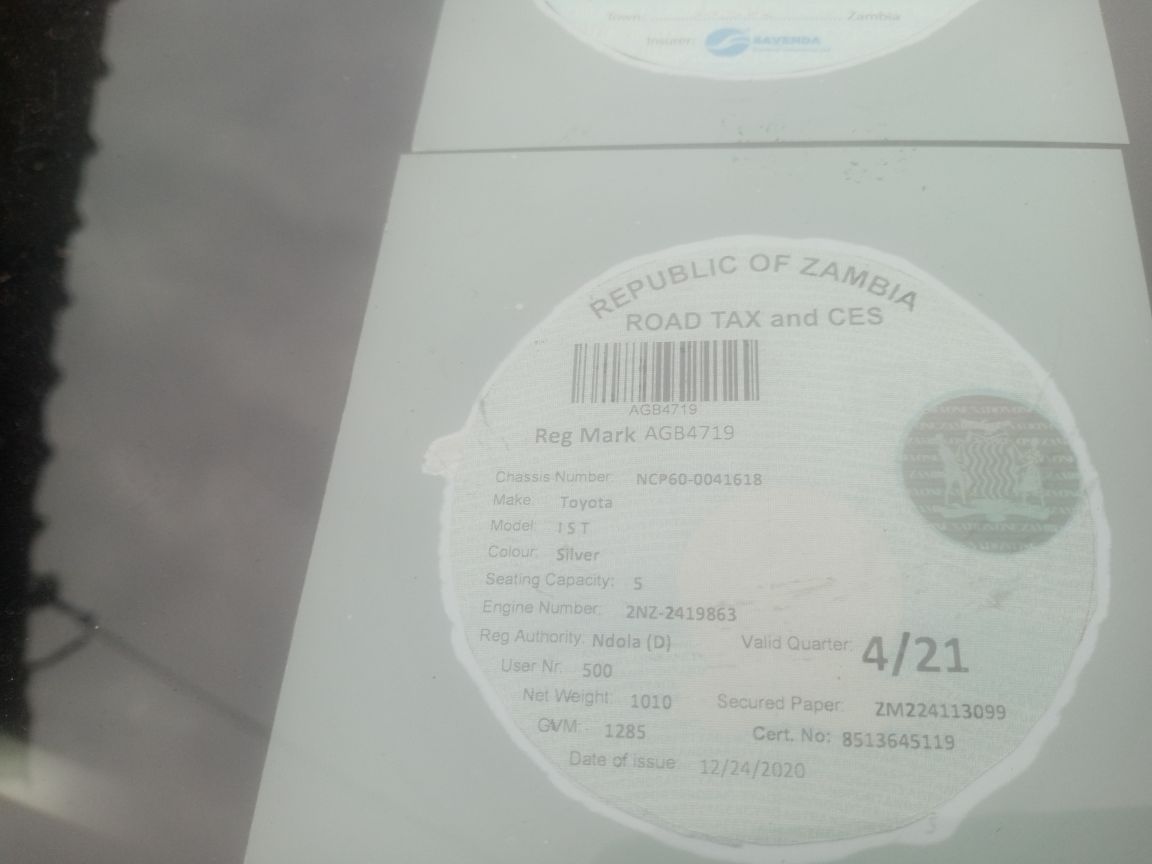 Town: Zambia
Insurer: SAVENDA
REPUBLIC OF ZAMBIA
ROAD TAX and CES
AGB4719
Reg Mark AGB4719
Chassis Number: NCP60-0041618
Make: Toyota
Model: I S T
Colour: Silver
Seating Capacity: 5
Engine Number: 2NZ-2419863
Reg Authority: Ndola (D) Valid Quarter: 4/21
User Nr: 500
Net Weight: 1010 Secured Paper: ZM224113099
GVM: 1285 Cert. No: 8513645119
Date of issue 12/24/2020